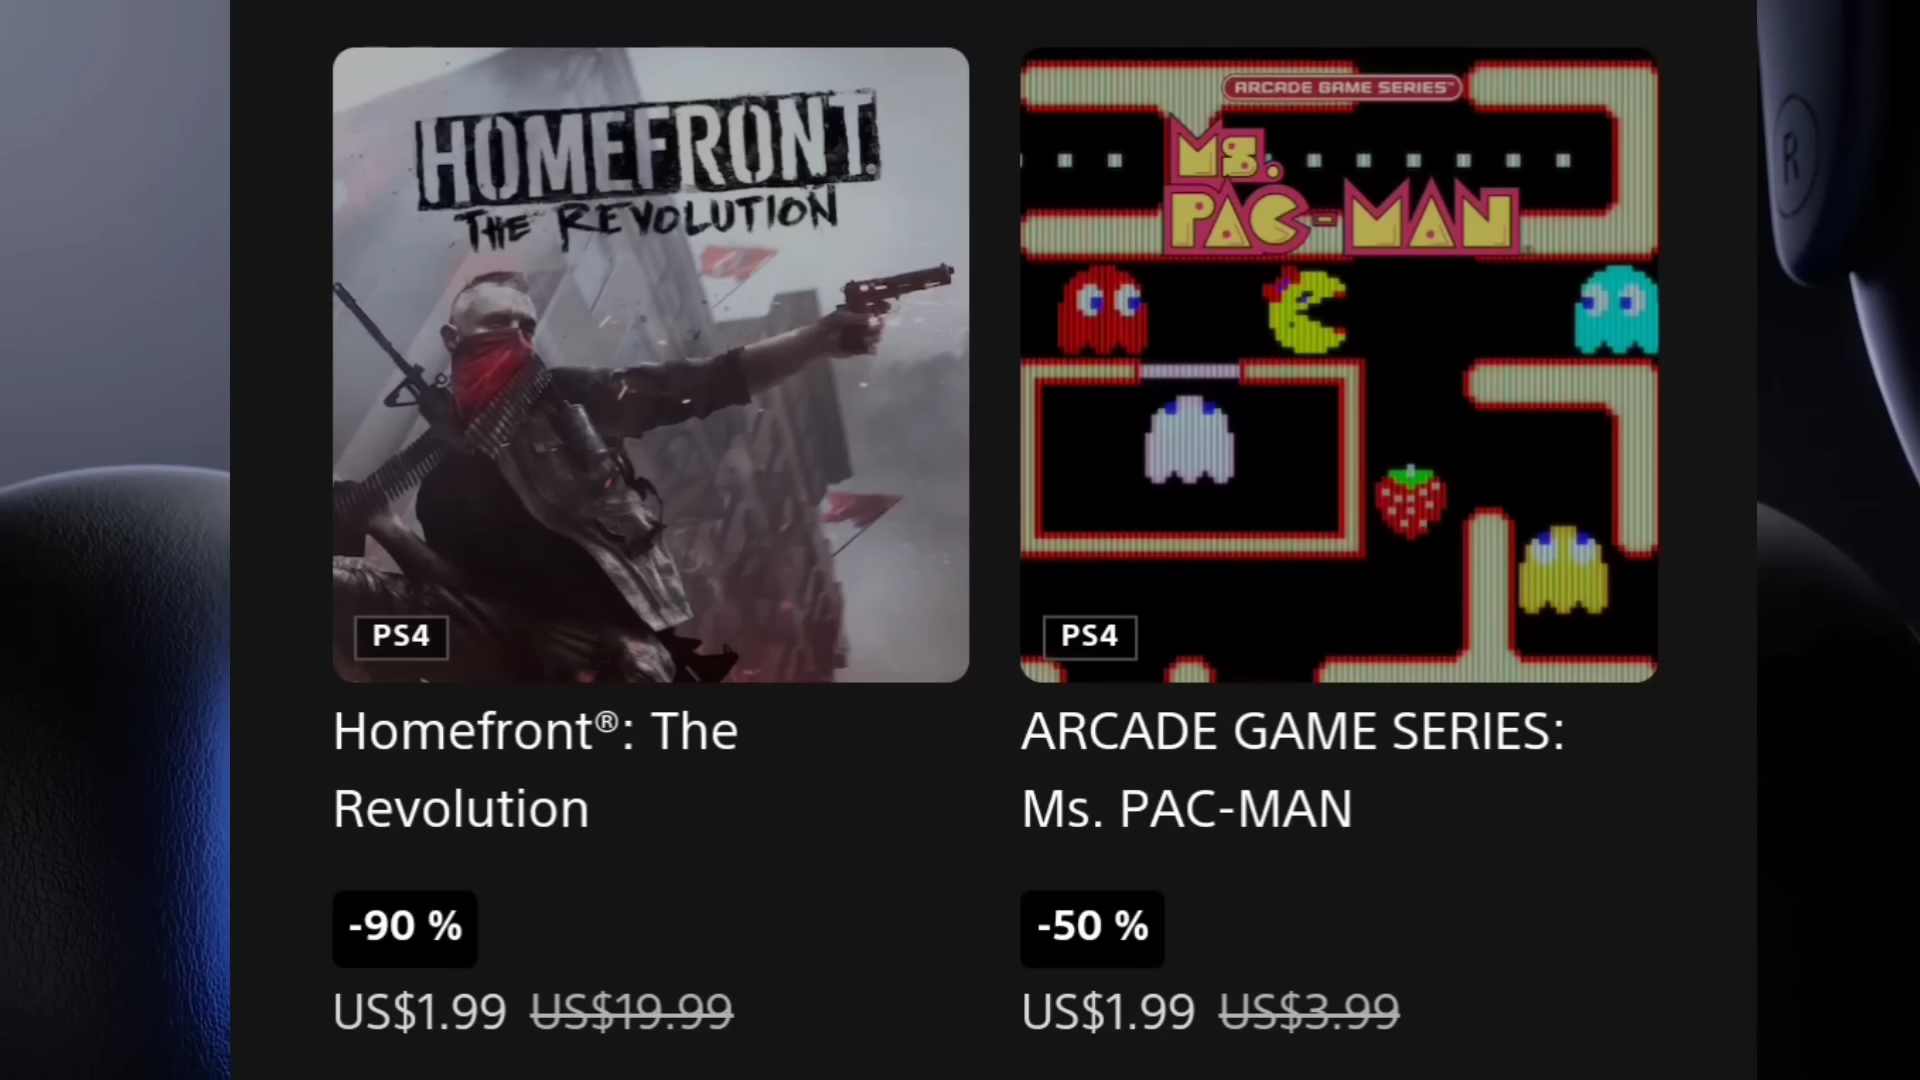 HOMEFRONT
THE REVOLUTION
PS4
Homefront®: The
Revolution
-90 %
US$1.99 US$19.99
ARCADE GAME SERIES™
Ms.
PAC-MAN
PS4
ARCADE GAME SERIES:
Ms. PAC-MAN
-50 %
US$1.99 US$3.99
R